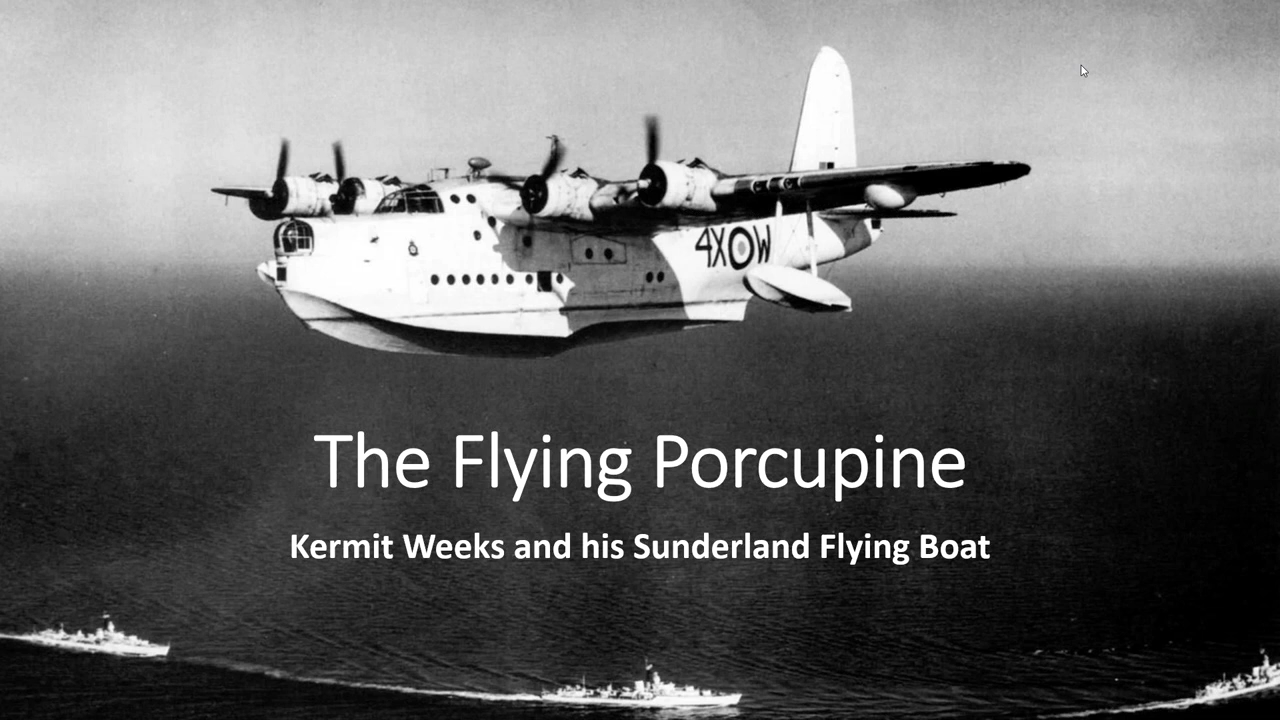 4X W
The Flying Porcupine
Kermit Weeks and his Sunderland Flying Boat